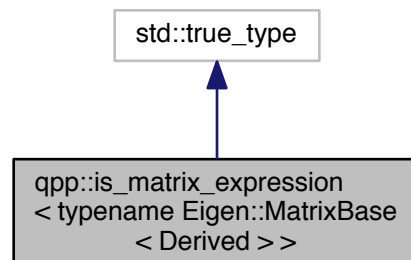 std::true_type
qpp::is_matrix_expression
< typename Eigen::MatrixBase
< Derived > >